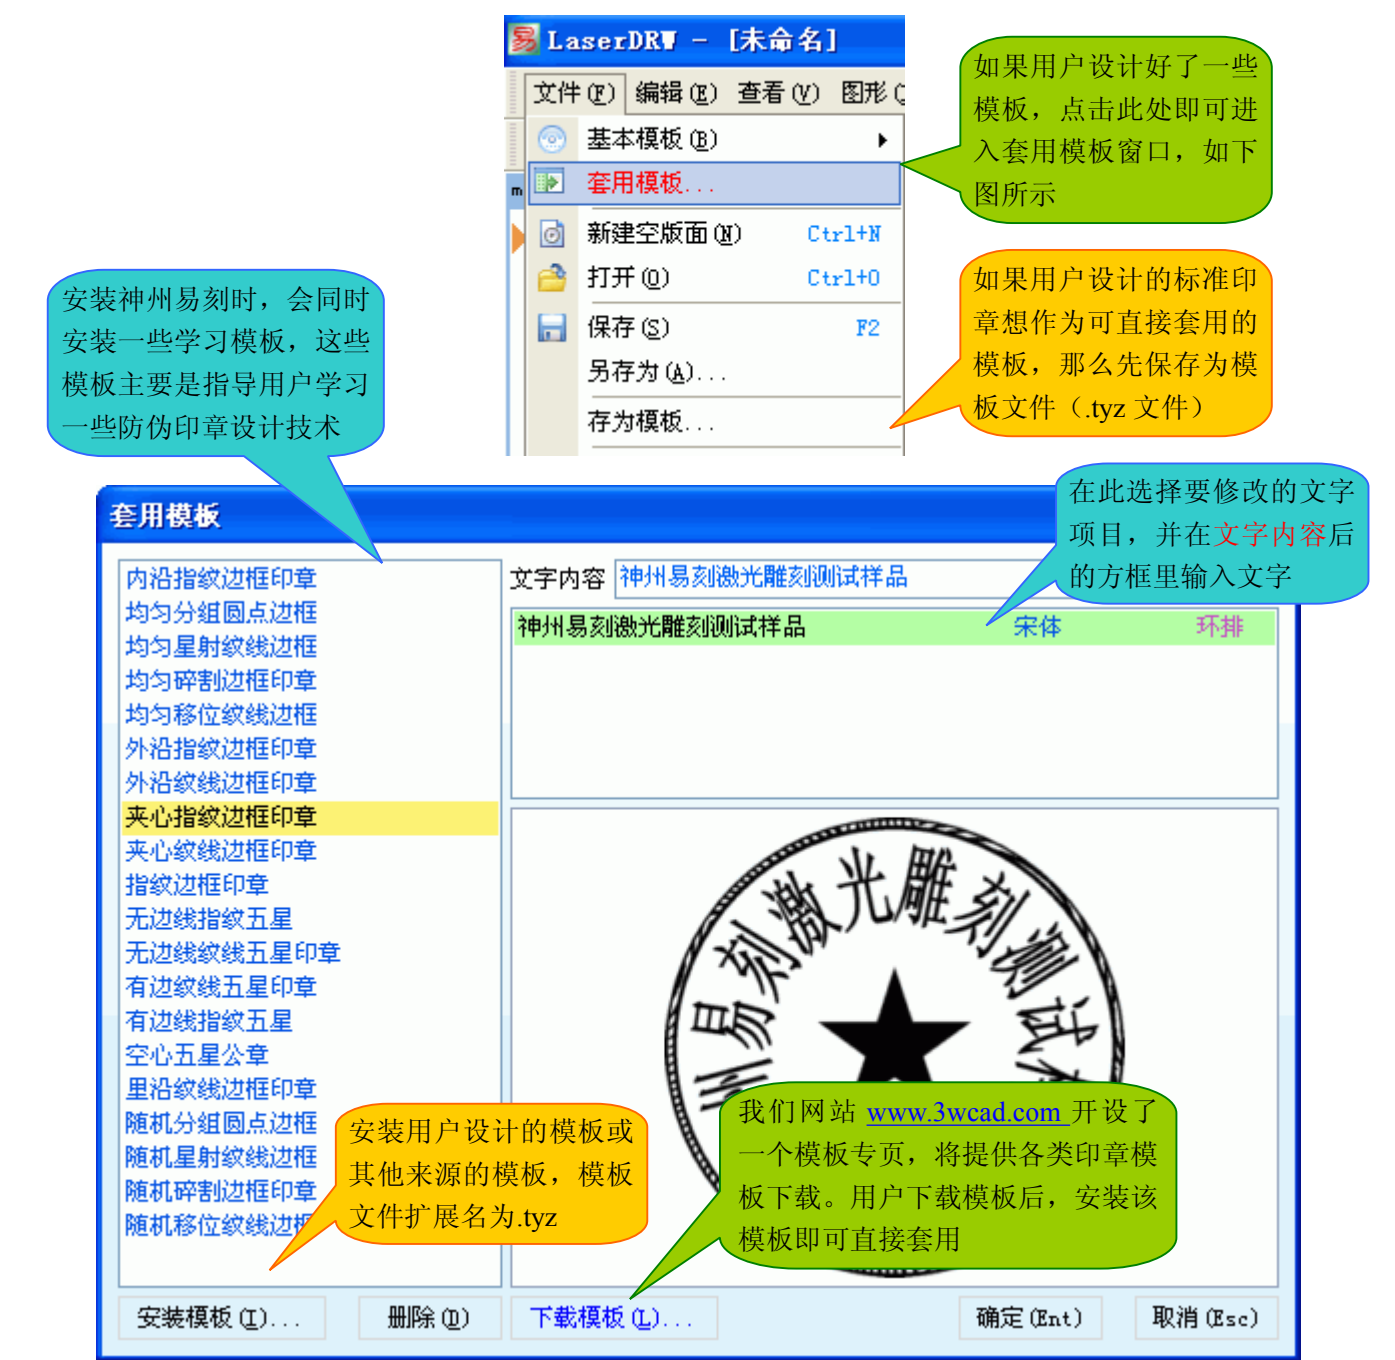 LaserDRW - [未命名]
文件(F) 编辑(E) 查看(V) 图形(
基本模板(B)
套用模板...
新建空版面(N) Ctrl+N
打开(O) Ctrl+O
保存(S) F2
另存为(A)...
存为模板...
如果用户设计好了一些
模板，点击此处即可进
入套用模板窗口，如下
图所示
如果用户设计的标准印
章想作为可直接套用的
模板，那么先保存为模
板文件（.tyz 文件）
安装神州易刻时，会同时
安装一些学习模板，这些
模板主要是指导用户学习
一些防伪印章设计技术
在此选择要修改的文字
项目，并在文字内容后
的方框里输入文字
套用模板
内沿指纹边框印章
均匀分组圆点边框
均匀星射纹线边框
均匀碎割边框印章
均匀移位纹线边框
外沿指纹边框印章
外沿纹线边框印章
夹心指纹边框印章
夹心纹线边框印章
指纹边框印章
无边线指纹五星
无边线纹线五星印章
有边纹线五星印章
有边线指纹五星
空心五星公章
里沿纹线边框印章
随机分组圆点边框
随机星射纹线边框
随机碎割边框印章
随机移位纹线边框
文字内容 神州易刻激光雕刻测试样品
神州易刻激光雕刻测试样品 宋体 环排
州易刻激光雕刻测试样
安装用户设计的模板或
其他来源的模板，模板
文件扩展名为.tyz
我们网站 www.3wcad.com 开设了
一个模板专页，将提供各类印章模
板下载。用户下载模板后，安装该
模板即可直接套用
安装模板(I)... 删除(D) 下载模板(L)... 确定(Ent) 取消(Esc)